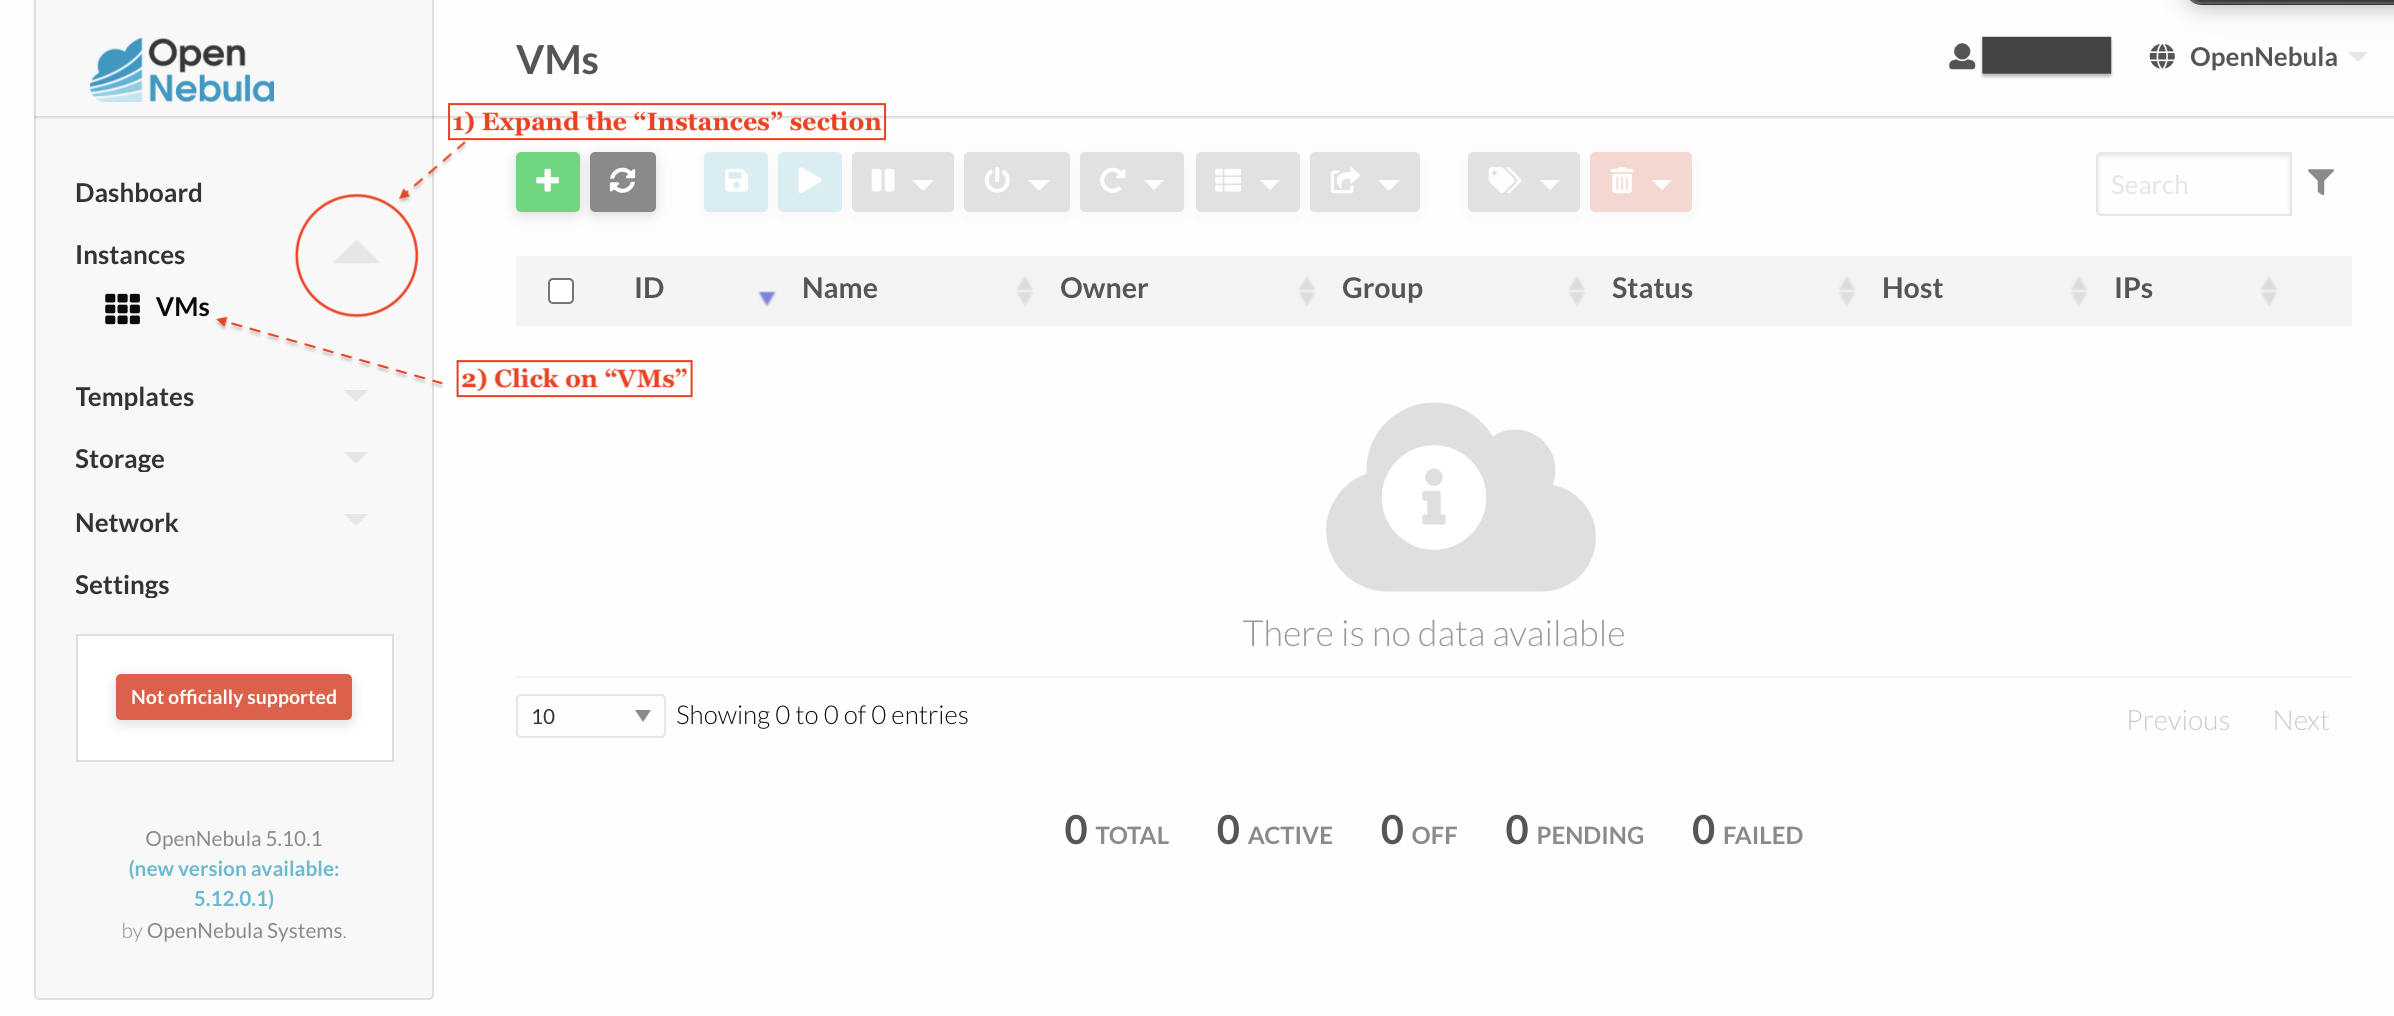 Open
Nebula
VMs
OpenNebula
1) Expand the “Instances” section
Dashboard
Instances
VMs
Templates
Storage
Network
Settings
Not officially supported
OpenNebula 5.10.1
(new version available:
5.12.0.1)
by OpenNebula Systems.
Search
ID Name Owner Group Status Host IPs
2) Click on “VMs”
There is no data available
10 Showing 0 to 0 of 0 entries
Previous Next
0 TOTAL 0 ACTIVE 0 OFF 0 PENDING 0 FAILED